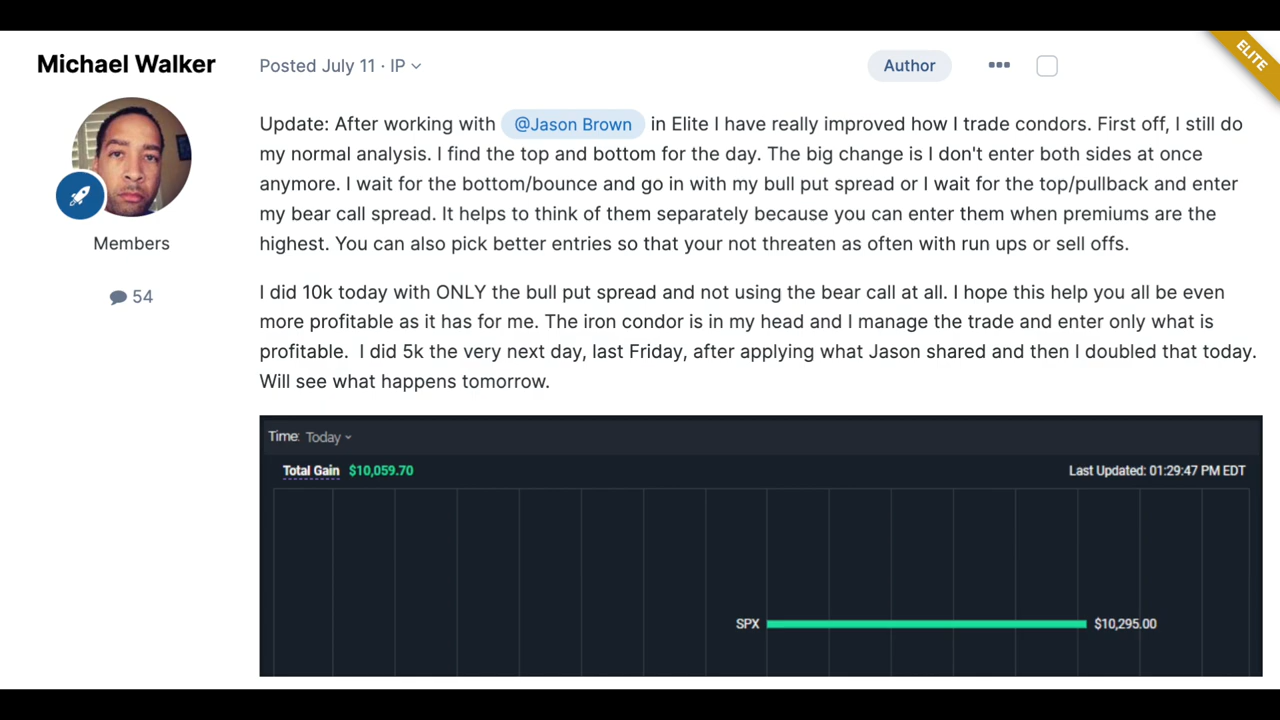 Michael Walker
Posted July 11 · IP
Author
•••
ELITE
Members
54
Update: After working with @Jason Brown in Elite I have really improved how I trade condors. First off, I still do
my normal analysis. I find the top and bottom for the day. The big change is I don't enter both sides at once
anymore. I wait for the bottom/bounce and go in with my bull put spread or I wait for the top/pullback and enter
my bear call spread. It helps to think of them separately because you can enter them when premiums are the
highest. You can also pick better entries so that your not threaten as often with run ups or sell offs.
I did 10k today with ONLY the bull put spread and not using the bear call at all. I hope this help you all be even
more profitable as it has for me. The iron condor is in my head and I manage the trade and enter only what is
profitable.  I did 5k the very next day, last Friday, after applying what Jason shared and then I doubled that today.
Will see what happens tomorrow.
Time: Today
Total Gain $10,059.70
Last Updated: 01:29:47 PM EDT
SPX $10,295.00